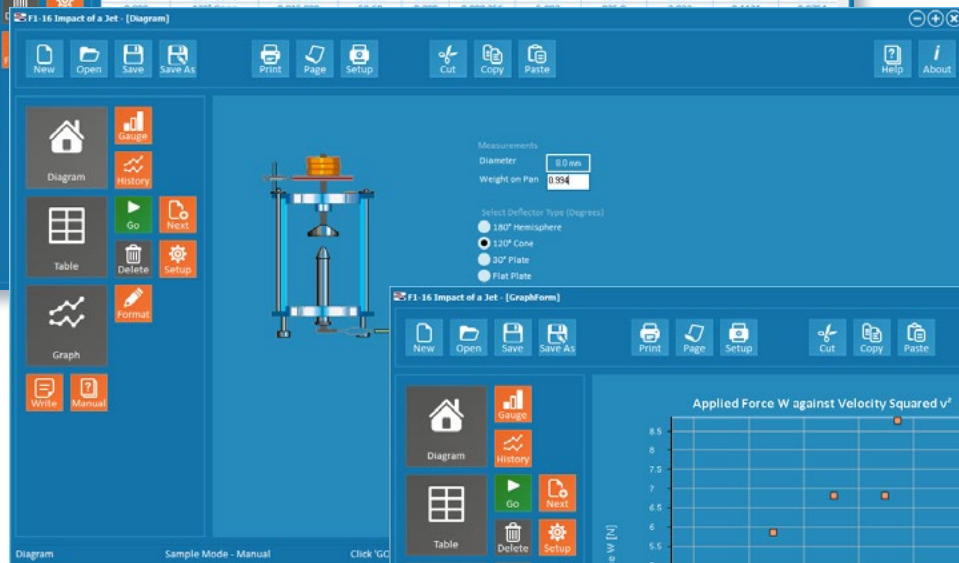 F1-16 Impact of a Jet - [Diagram]
New Open Save Save As Print Page Setup Cut Copy Paste Help About
Diagram
Gauge
History
Table
Go
Next
Delete
Setup
Graph
Format
Write
Manual
Measurements
Diameter 8.0 mm
Weight on Pan 0.994
Select Deflector Type (Degrees)
180° Hemisphere
120° Cone
30° Plate
Flat Plate
Diagram Sample Mode - Manual Click 'GO
F1-16 Impact of a Jet - [GraphForm]
New Open Save Save As Print Page Setup Cut Copy Paste
Diagram
Gauge
History
Table
Go
Next
Delete
Setup
Applied Force W against Velocity Squared v²
8.5
8
7.5
7
6.5
6
5.5
W [N]